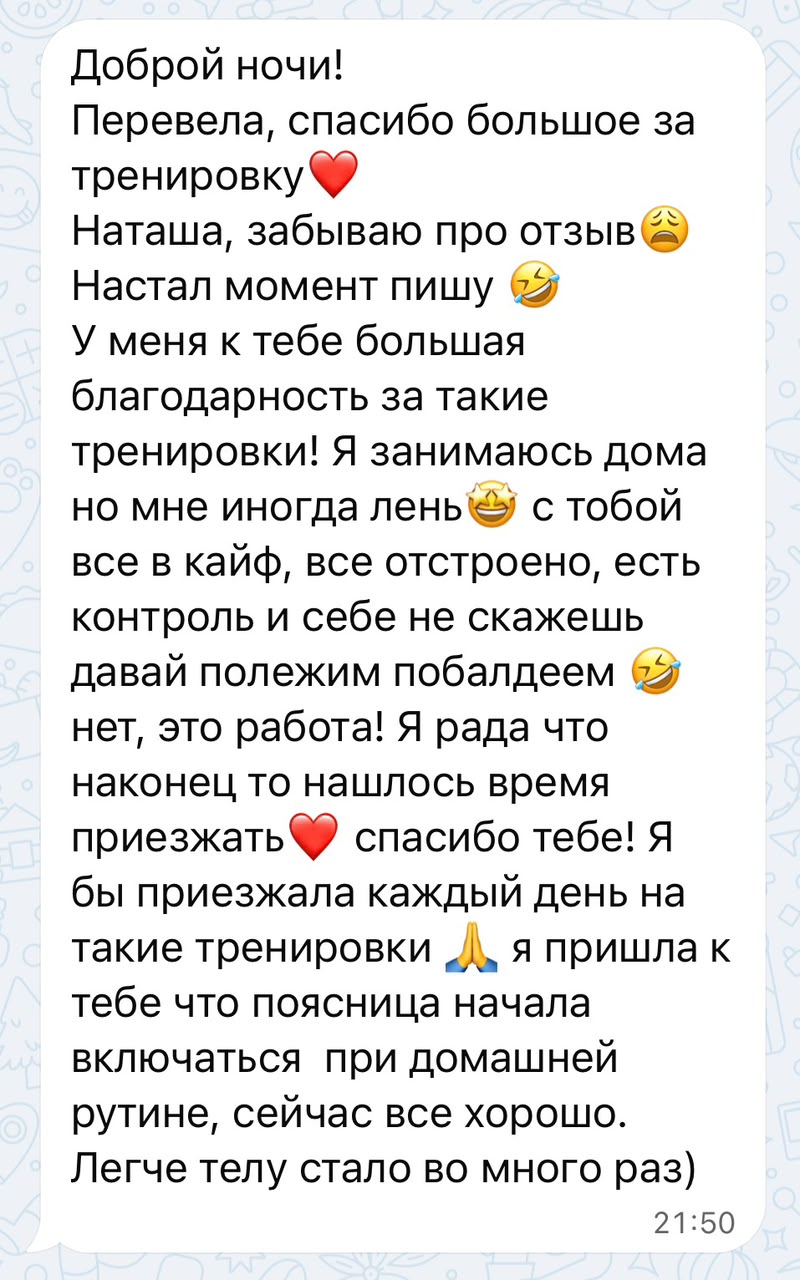 Доброй ночи!
Перевела, спасибо большое за
тренировку❤️
Наташа, забываю про отзыв😩
Настал момент пишу 🤣
У меня к тебе большая
благодарность за такие
тренировки! Я занимаюсь дома
но мне иногда лень🤩 с тобой
все в кайф, все отстроено, есть
контроль и себе не скажешь
давай полежим побалдеем 🤣
нет, это работа! Я рада что
наконец то нашлось время
приезжать❤️ спасибо тебе! Я
бы приезжала каждый день на
такие тренировки 🙏 я пришла к
тебе что поясница начала
включаться  при домашней
рутине, сейчас все хорошо.
Легче телу стало во много раз)
21:50